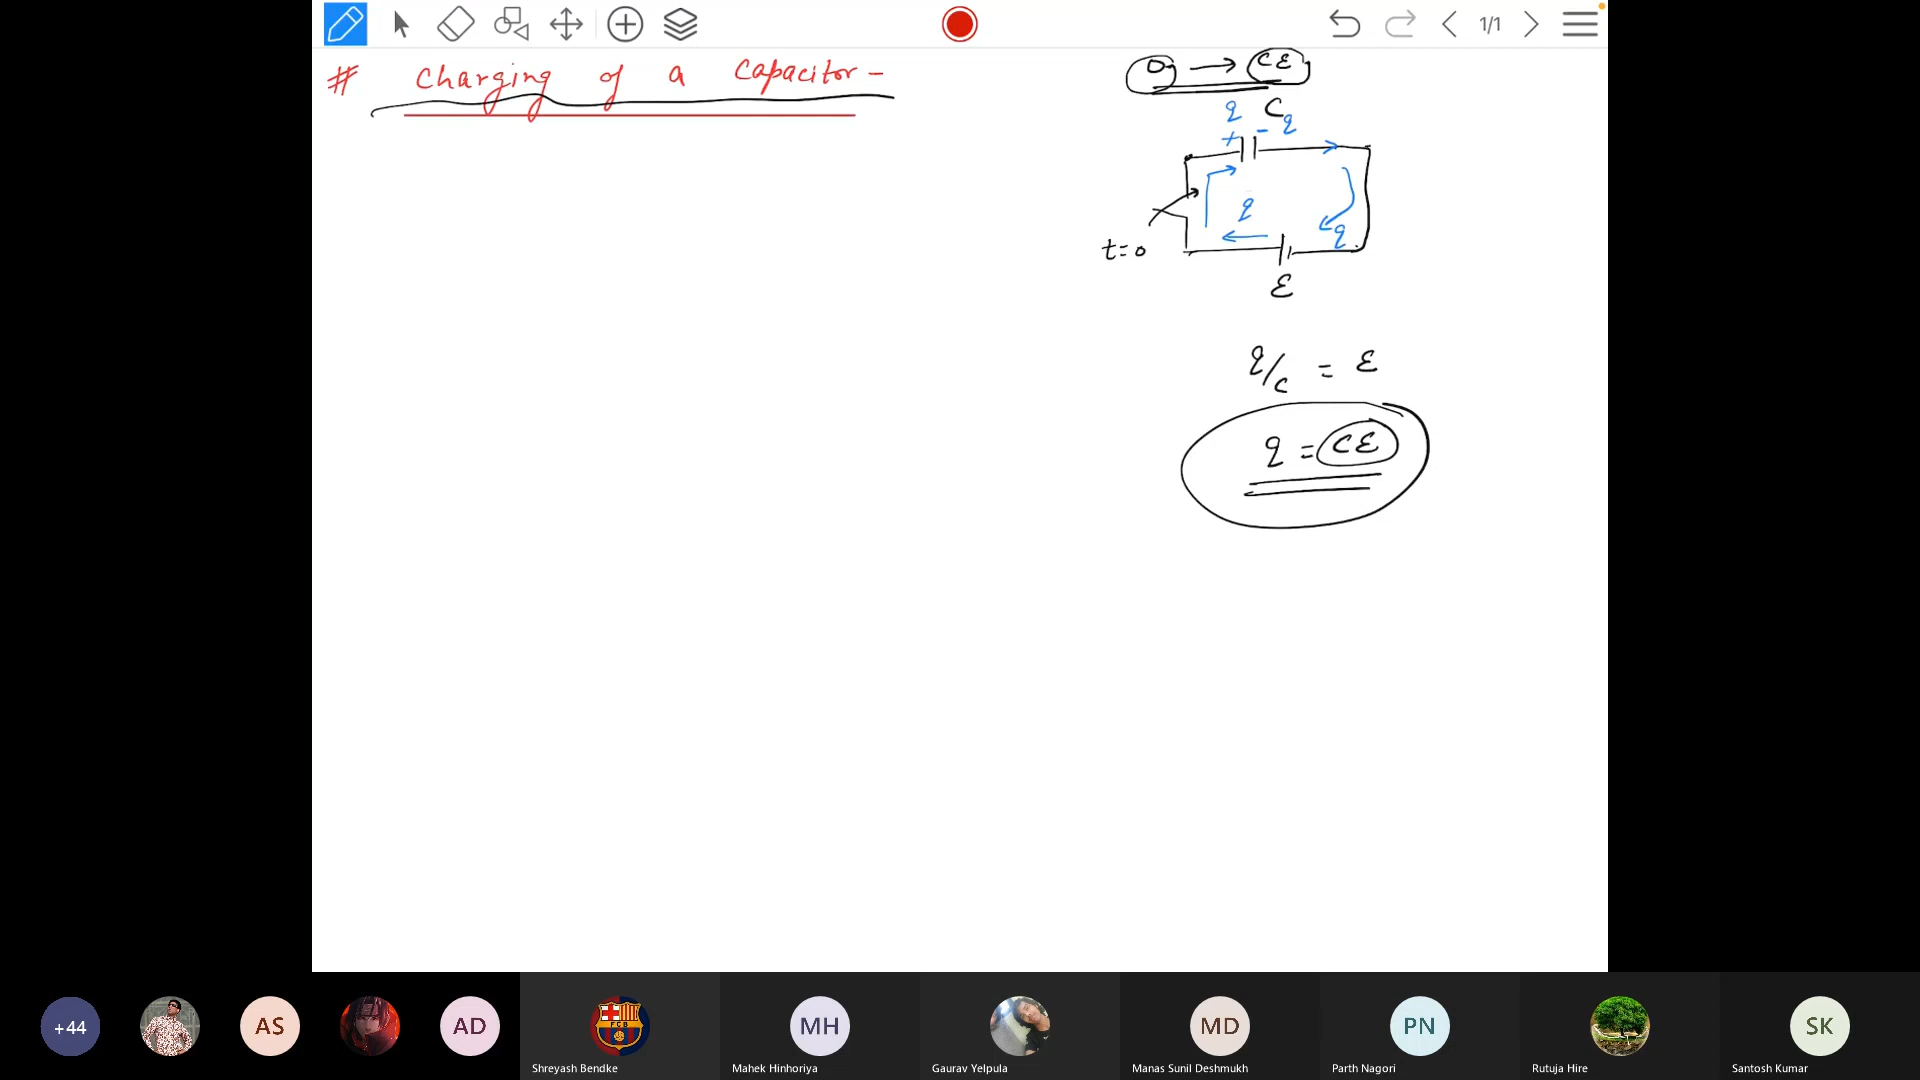 1/1
# Charging of a Capacitor -
0 → CE
q C
+ - q
q
q
t=0
ε
q/c = ε
q = CE
+44
AS
AD
FCB
MH
MD
PN
SK
Shreyash Bendke
Mahek Hinhoriya
Gaurav Yelpula
Manas Sunil Deshmukh
Parth Nagori
Rutuja Hire
Santosh Kumar